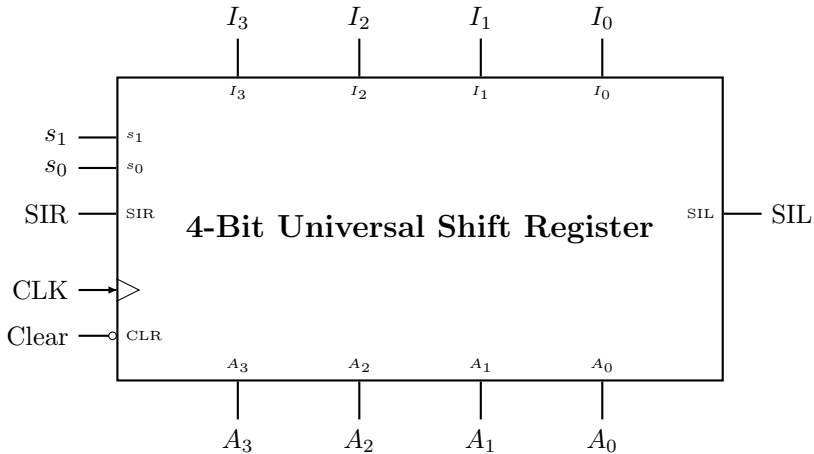 I₃ I₂ I₁ I₀
I₃ I₂ I₁ I₀
s₁ s₁
s₀ s₀
SIR SIR 4-Bit Universal Shift Register SIL SIL
CLK
Clear CLR
A₃ A₂ A₁ A₀
A₃ A₂ A₁ A₀